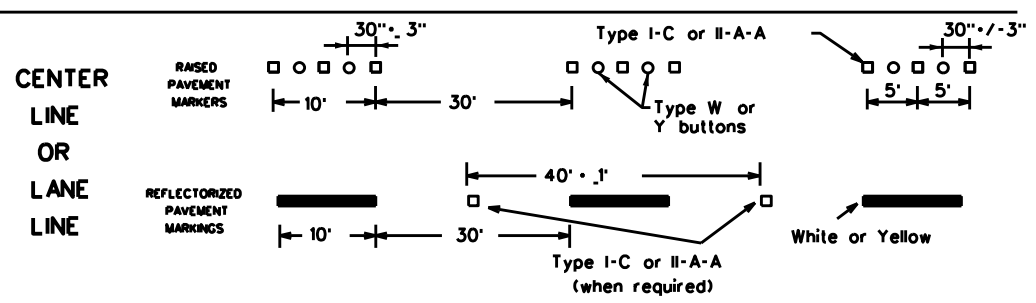 CENTER
LINE
OR
LANE
LINE
RAISED
PAVEMENT
MARKERS
30"·_ 3"
10'
30'
Type I-C or II-A-A
Type W or
Y buttons
30"·/-3"
5'
5'
REFLECTORIZED
PAVEMENT
MARKINGS
10'
30'
40' · _1'
Type I-C or II-A-A
(when required)
White or Yellow